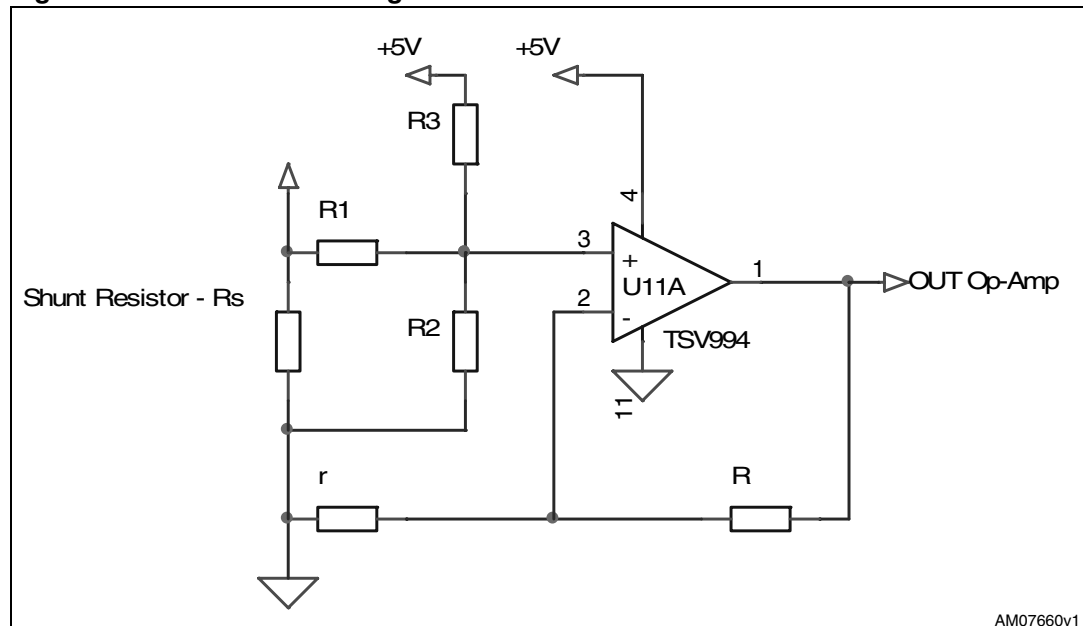 +5V
+5V
R3
R1
3
4
+
U11A
1
OUT Op-Amp
2
-
TSV994
Shunt Resistor - Rs
R2
11
r
R
AM07660v1